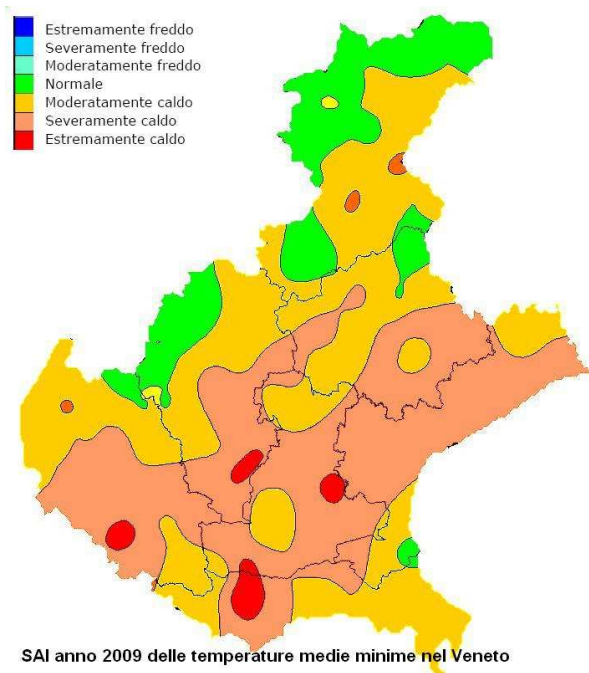 Estremamente freddo
Severamente freddo
Moderatamente freddo
Normale
Moderatamente caldo
Severamente caldo
Estremamente caldo
SAI anno 2009 delle temperature medie minime nel Veneto